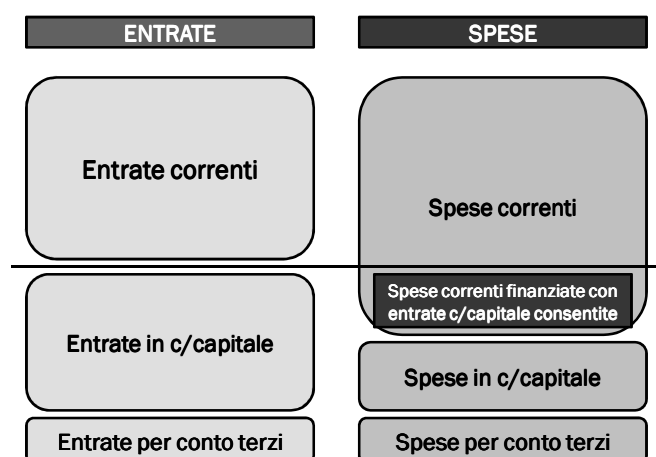 ENTRATE
SPESE
Entrate correnti
Spese correnti
Spese correnti finanziate con
entrate c/capitale consentite
Entrate in c/capitale
Spese in c/capitale
Entrate per conto terzi
Spese per conto terzi